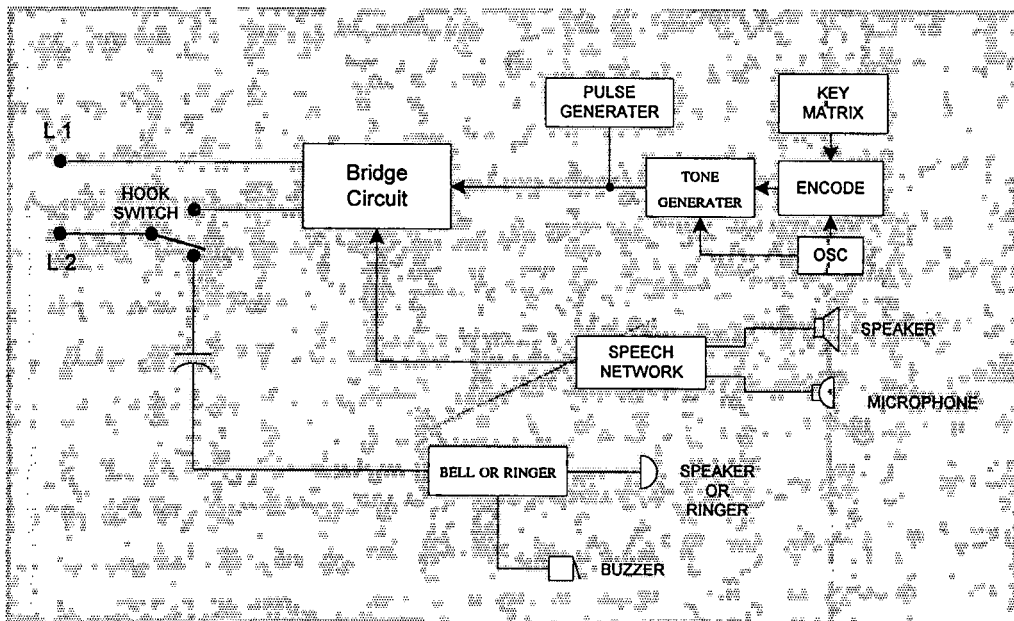 PULSE
GENERATER
KEY
MATRIX
L 1
Bridge
Circuit
TONE
GENERATER
ENCODE
HOOK
SWITCH
L2
OSC
SPEAKER
SPEECH
NETWORK
MICROPHONE
BELL OR RINGER
SPEAKER
OR
RINGER
BUZZER